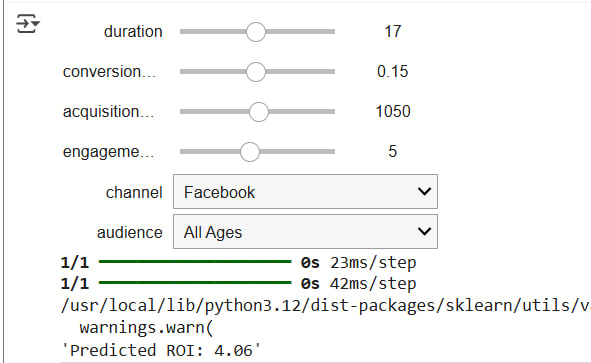 duration 17
conversion… 0.15
acquisition… 1050
engageme… 5
channel Facebook
audience All Ages
1/1 ━━━━━━━━━━━━━━━━━━━━ 0s 23ms/step
1/1 ━━━━━━━━━━━━━━━━━━━━ 0s 42ms/step
/usr/local/lib/python3.12/dist-packages/sklearn/utils/v
warnings.warn(
'Predicted ROI: 4.06'